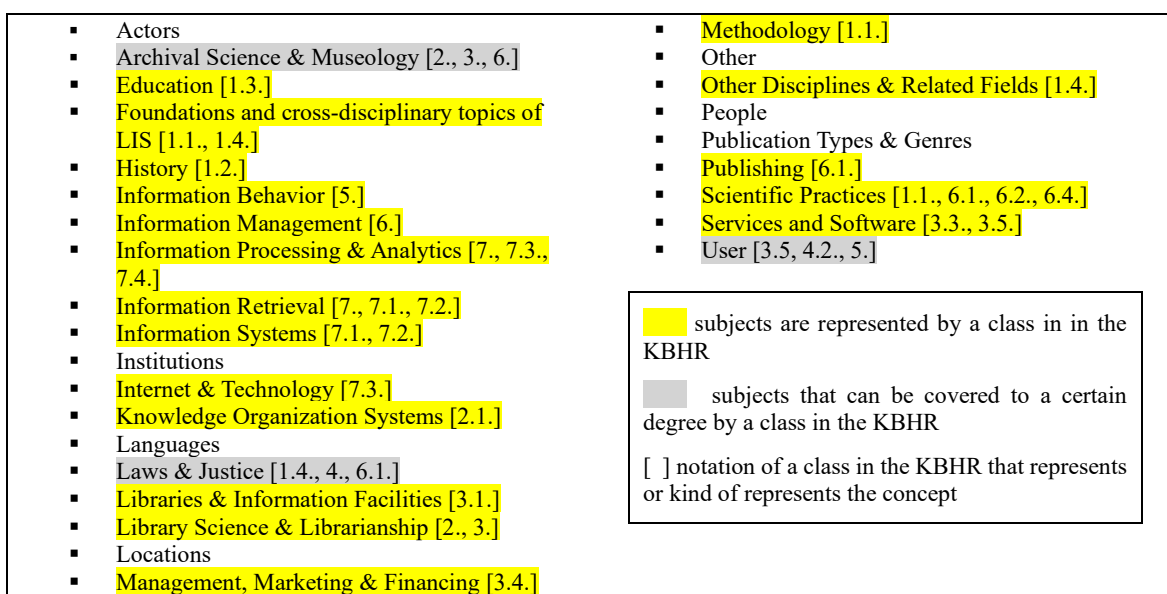 ▪ Actors
▪ Archival Science & Museology [2., 3., 6.]
▪ Education [1.3.]
▪ Foundations and cross-disciplinary topics of
LIS [1.1., 1.4.]
▪ History [1.2.]
▪ Information Behavior [5.]
▪ Information Management [6.]
▪ Information Processing & Analytics [7., 7.3.,
7.4.]
▪ Information Retrieval [7., 7.1., 7.2.]
▪ Information Systems [7.1., 7.2.]
▪ Institutions
▪ Internet & Technology [7.3.]
▪ Knowledge Organization Systems [2.1.]
▪ Languages
▪ Laws & Justice [1.4., 4., 6.1.]
▪ Libraries & Information Facilities [3.1.]
▪ Library Science & Librarianship [2., 3.]
▪ Locations
▪ Management, Marketing & Financing [3.4.]
▪ Methodology [1.1.]
▪ Other
▪ Other Disciplines & Related Fields [1.4.]
▪ People
▪ Publication Types & Genres
▪ Publishing [6.1.]
▪ Scientific Practices [1.1., 6.1., 6.2., 6.4.]
▪ Services and Software [3.3., 3.5.]
▪ User [3.5, 4.2., 5.]
subjects are represented by a class in in the
KBHR
subjects that can be covered to a certain
degree by a class in the KBHR
[ ] notation of a class in the KBHR that represents
or kind of represents the concept